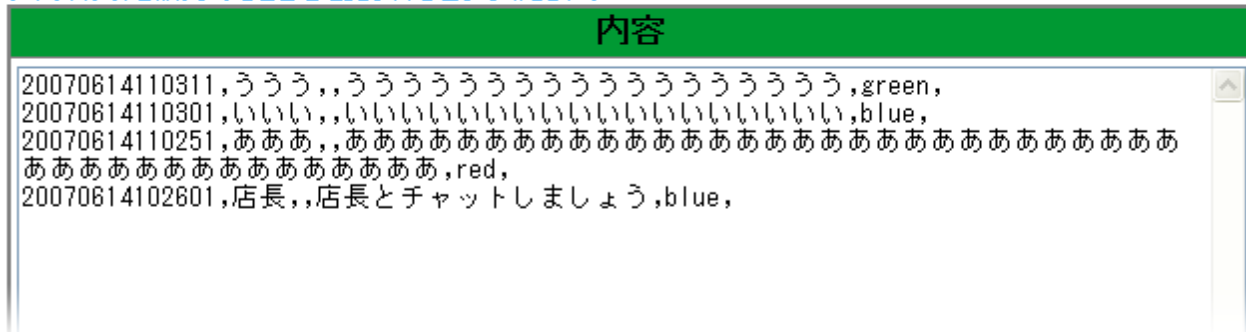 内容
20070614110311,ううう,,うううううううううううううううううう,green,
20070614110301,いいい,,いいいいいいいいいいいいいいいいいい,blue,
20070614110251,あああ,,ああああああああああああああああああああああああああああああ
あああああああああああああああ,red,
20070614102601,店長,,店長とチャットしましょう,blue,